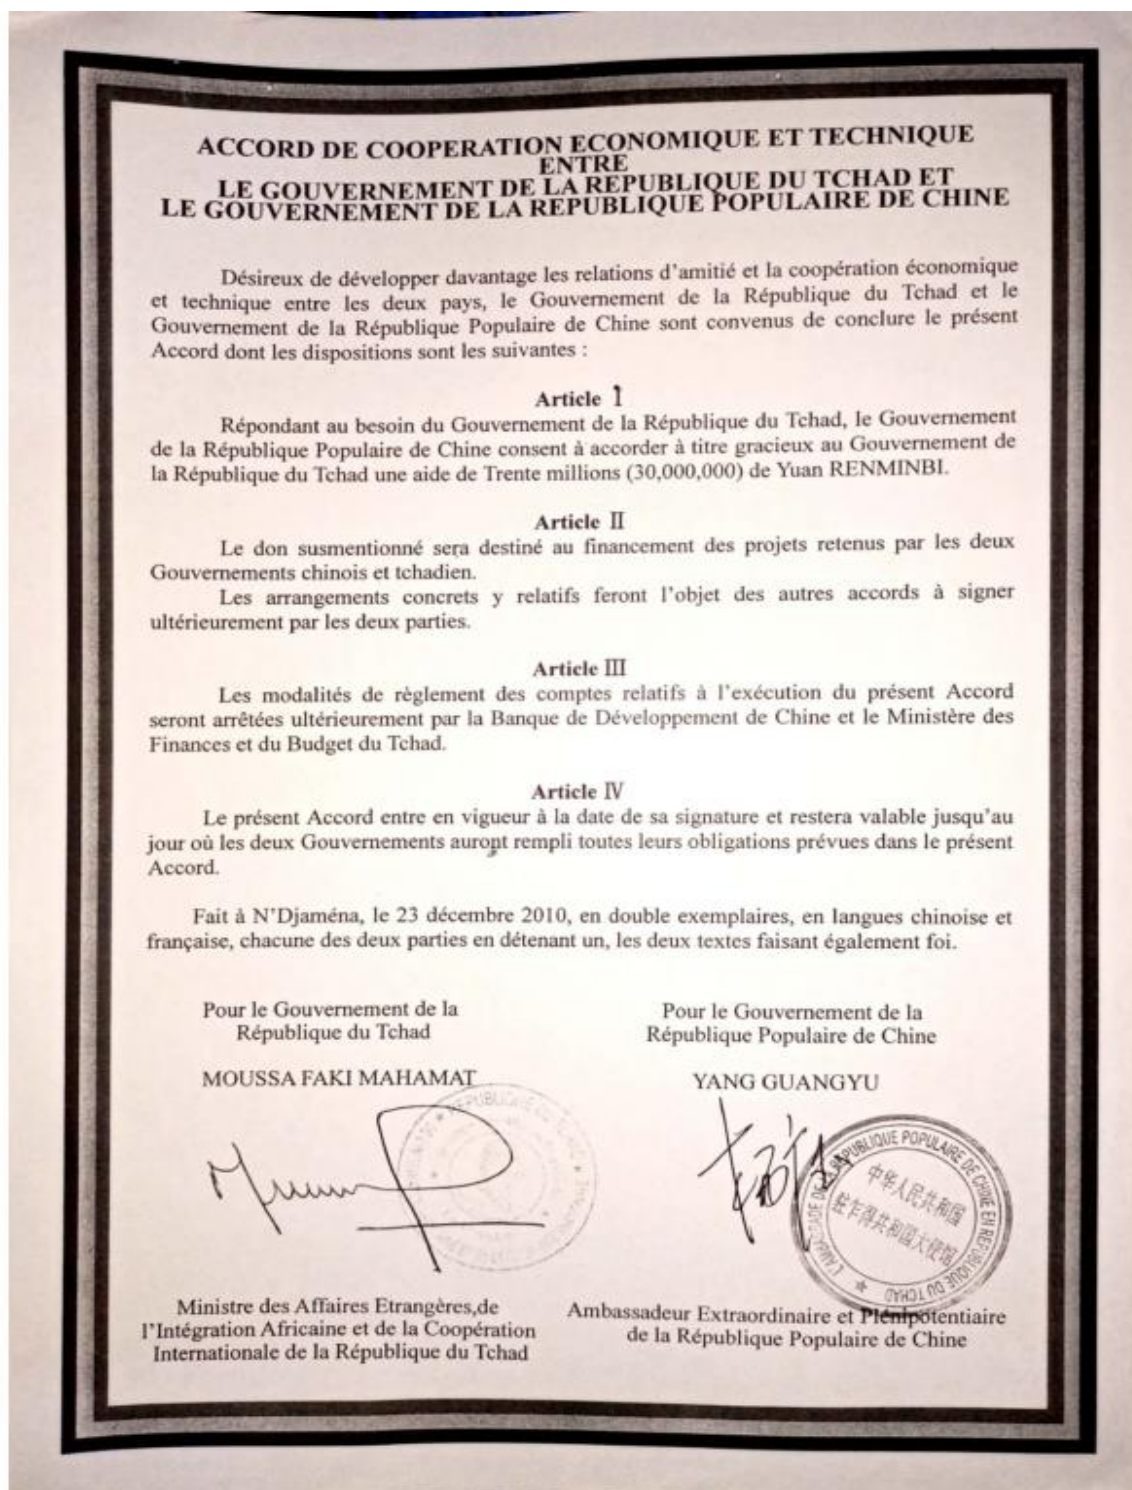 ACCORD DE COOPERATION ECONOMIQUE ET TECHNIQUE
ENTRE
LE GOUVERNEMENT DE LA REPUBLIQUE DU TCHAD ET
LE GOUVERNEMENT DE LA REPUBLIQUE POPULAIRE DE CHINE
Désireux de développer davantage les relations d'amitié et la coopération économique
et technique entre les deux pays, le Gouvernement de la République du Tchad et le
Gouvernement de la République Populaire de Chine sont convenus de conclure le présent
Accord dont les dispositions sont les suivantes :
Article I
Répondant au besoin du Gouvernement de la République du Tchad, le Gouvernement
de la République Populaire de Chine consent à accorder à titre gracieux au Gouvernement de
la République du Tchad une aide de Trente millions (30,000,000) de Yuan RENMINBI.
Article II
Le don susmentionné sera destiné au financement des projets retenus par les deux
Gouvernements chinois et tchadien.
Les arrangements concrets y relatifs feront l'objet des autres accords à signer
ultérieurement par les deux parties.
Article III
Les modalités de règlement des comptes relatifs à l'exécution du présent Accord
seront arrêtées ultérieurement par la Banque de Développement de Chine et le Ministère des
Finances et du Budget du Tchad.
Article IV
Le présent Accord entre en vigueur à la date de sa signature et restera valable jusqu'au
jour où les deux Gouvernements auront rempli toutes leurs obligations prévues dans le présent
Accord.
Fait à N'Djaména, le 23 décembre 2010, en double exemplaires, en langues chinoise et
française, chacune des deux parties en détenant un, les deux textes faisant également foi.
Pour le Gouvernement de la
République du Tchad
MOUSSA FAKI MAHAMAT
REPUBLIQUE DU TCHAD
Ministre des Affaires Etrangères,de
l'Intégration Africaine et de la Coopération
Internationale de la République du Tchad
Pour le Gouvernement de la
République Populaire de Chine
YANG GUANGYU
L'AMBASSADE DE LA REPUBLIQUE POPULAIRE DE CHINE EN REPUBLIQUE DU TCHAD
中华人民共和国
驻乍得共和国大使馆
Ambassadeur Extraordinaire et Plénipotentiaire
de la République Populaire de Chine